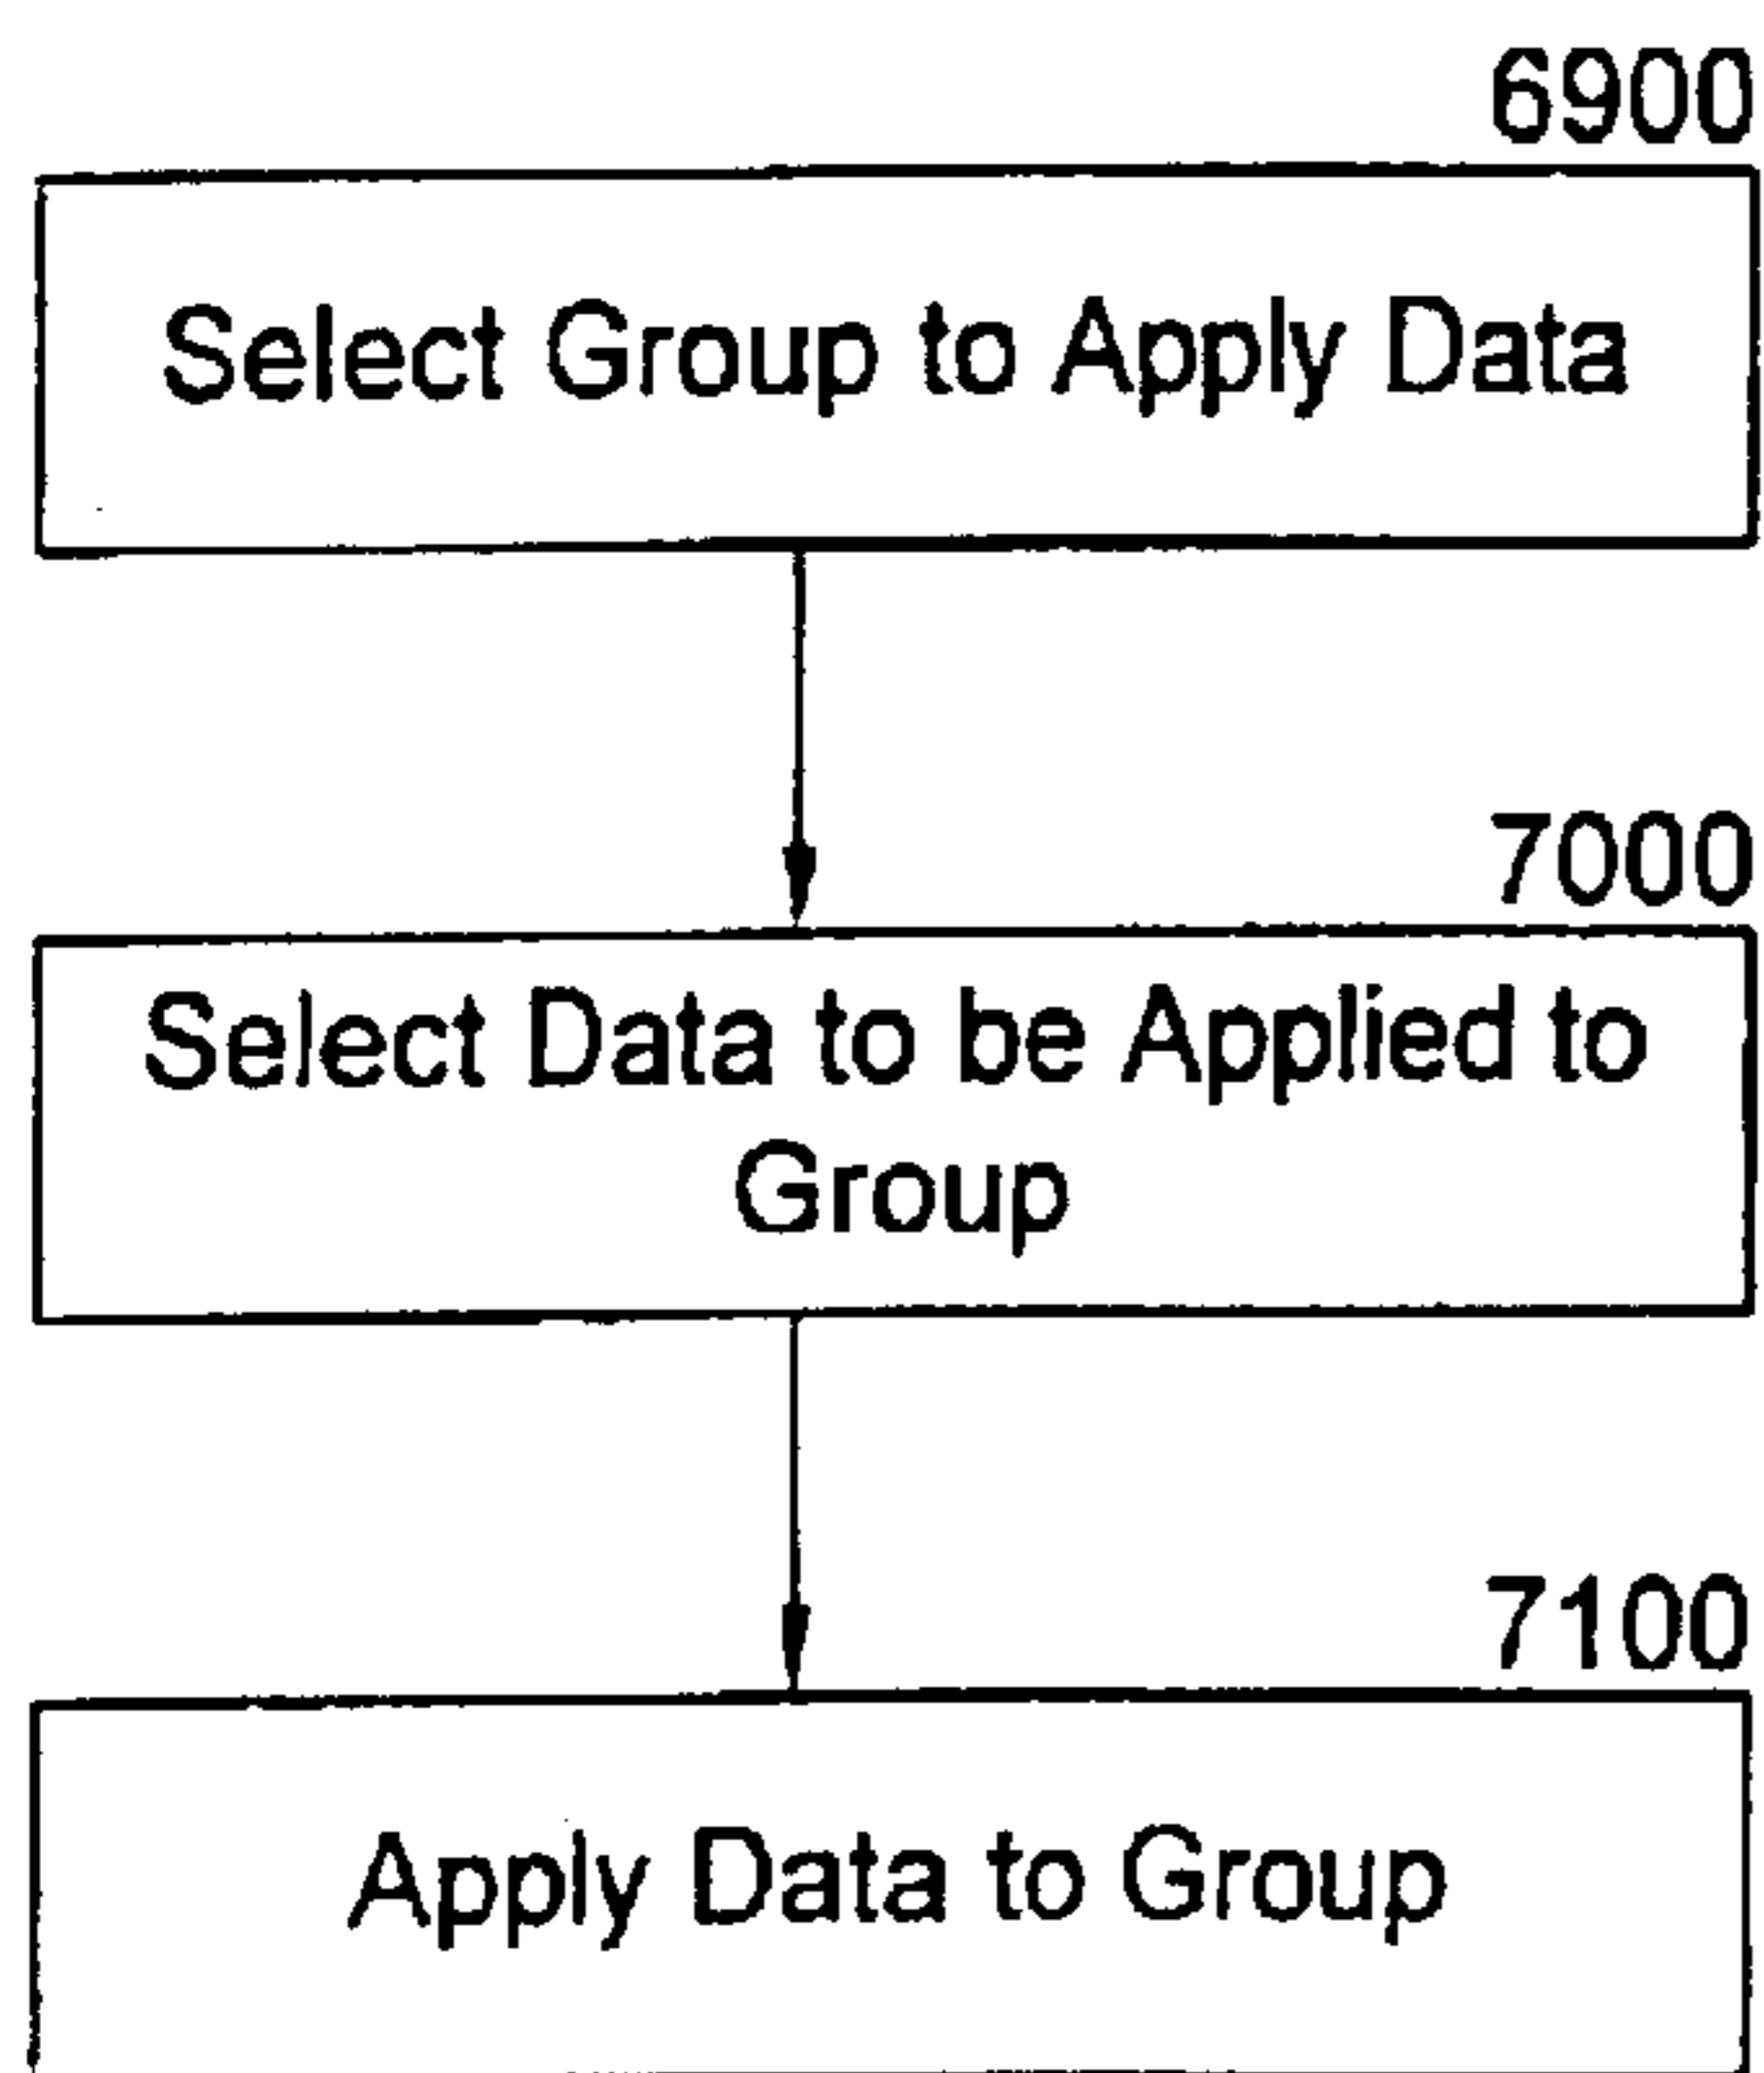 6900
Select Group to Apply Data
7000
Select Data to be Applied to
Group
7100
Apply Data to Group